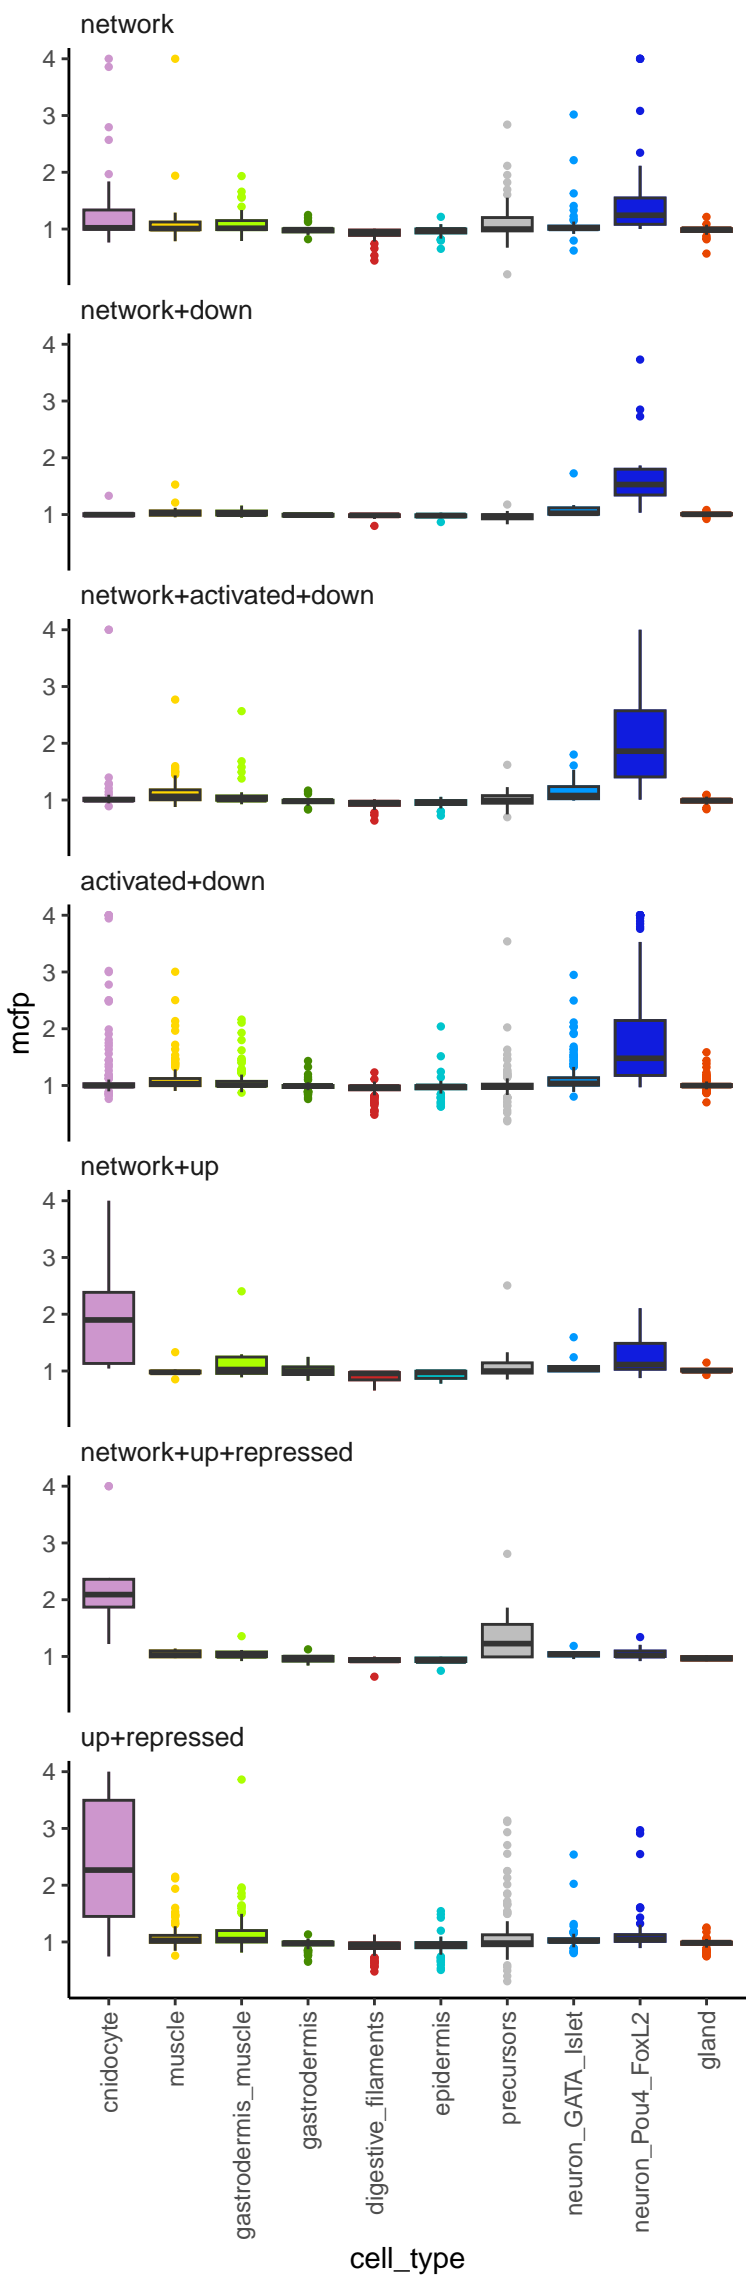 network
4
3
2
1
network+down
4
3
2
1
network+activated+down
4
3
2
1
activated+down
4
3
2
1
mcfp
network+up
4
3
2
1
network+up+repressed
4
3
2
1
up+repressed
4
3
2
1
cnidocyte
muscle
gastrodermis_muscle
gastrodermis
digestive_filaments
epidermis
precursors
neuron_GATA_Islet
neuron_Pou4_FoxL2
gland
cell_type